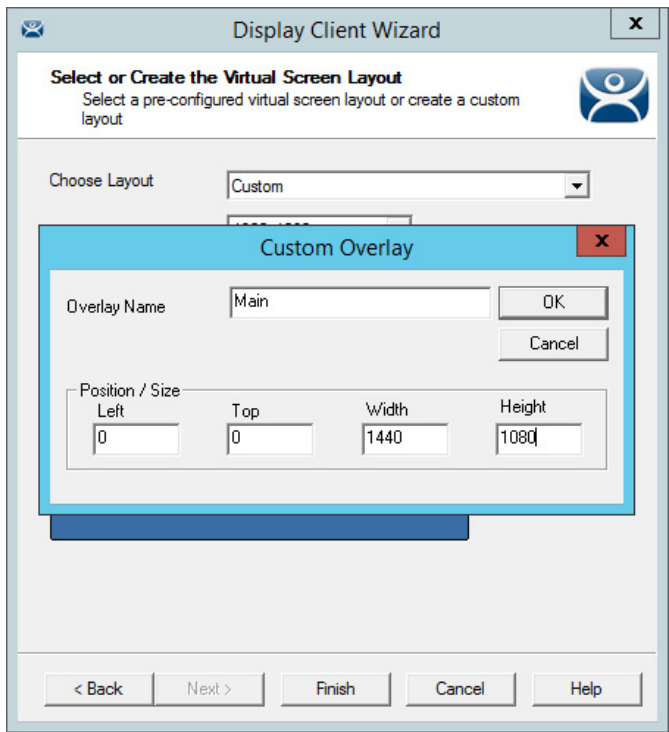 Display Client Wizard
x
Select or Create the Virtual Screen Layout
Select a pre-configured virtual screen layout or create a custom
layout
Choose Layout
Custom
Custom Overlay
x
Overlay Name
Main
OK
Cancel
Position / Size
Left
Top
Width
Height
0
0
1440
1080
< Back
Next >
Finish
Cancel
Help